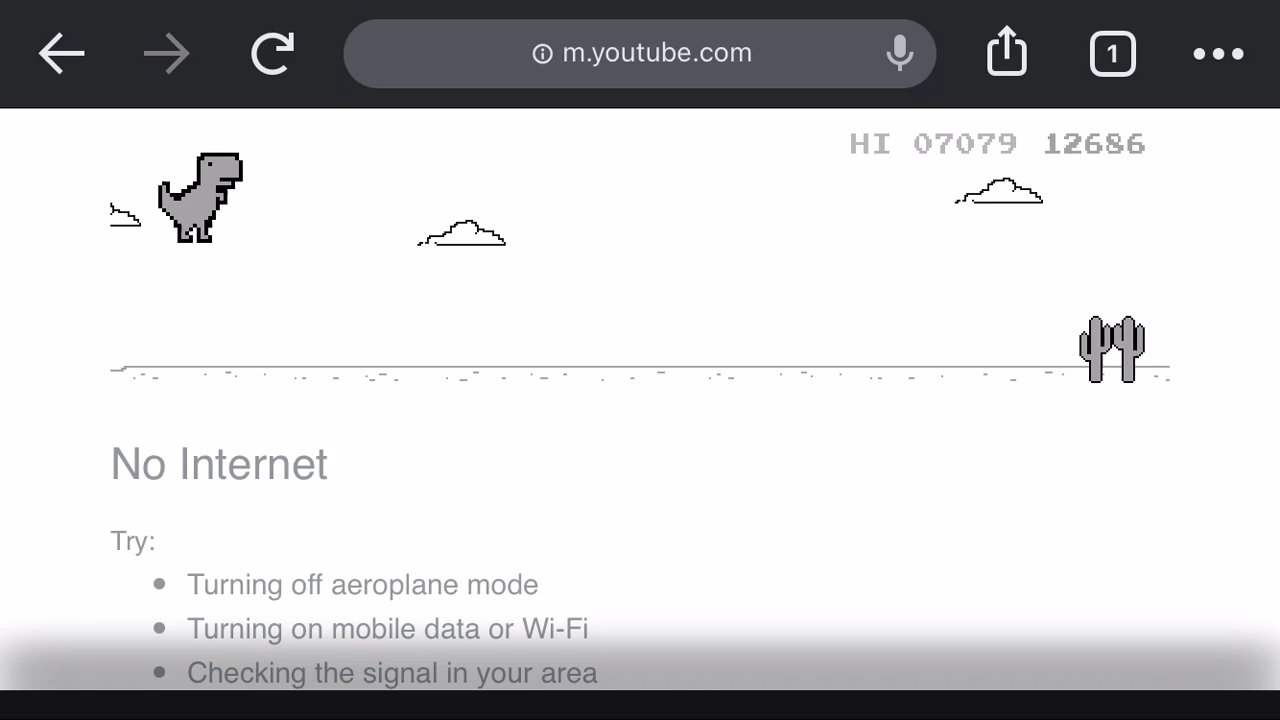 m.youtube.com
1
HI 07079 12686
No Internet
Try:
Turning off aeroplane mode
Turning on mobile data or Wi-Fi
Checking the signal in your area